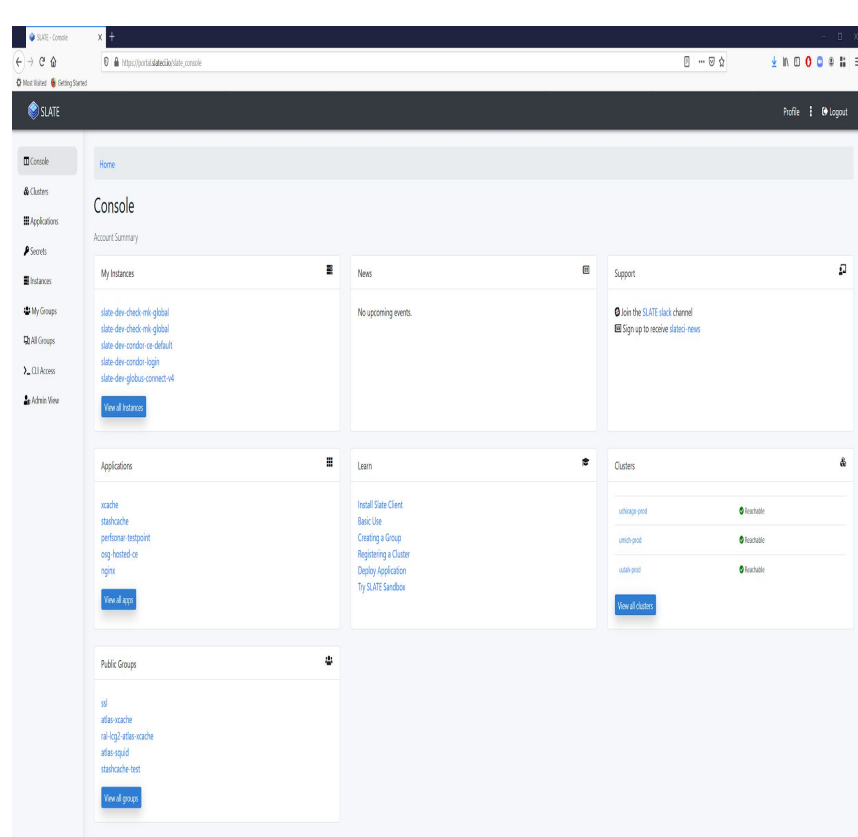 SLATE - Console
https://portal.slateci.io/slate_console
Most Visited Getting Started
SLATE
Profile Logout
Console
Clusters
Applications
Secrets
Instances
My Groups
All Groups
CLI Access
Admin View
Home
Console
Account Summary
My Instances
slate-dev-check-mk-global
slate-dev-check-mk-global
slate-dev-condor-ce-default
slate-dev-condor-login
slate-dev-globus-connect-v4
View all Instances
News
No upcoming events.
Support
Join the SLATE slack channel
Sign up to receive slateci-news
Applications
xcache
stashcache
perfsonar-testpoint
osg-hosted-ce
nginx
View all apps
Learn
Install Slate Client
Basic Use
Creating a Group
Registering a Cluster
Deploy Application
Try SLATE Sandbox
Clusters
uchicago-prod Reachable
umich-prod Reachable
uutah-prod Reachable
View all clusters
Public Groups
ssl
atlas-xcache
ral-lcg2-atlas-xcache
atlas-squid
stashcache-test
View all groups